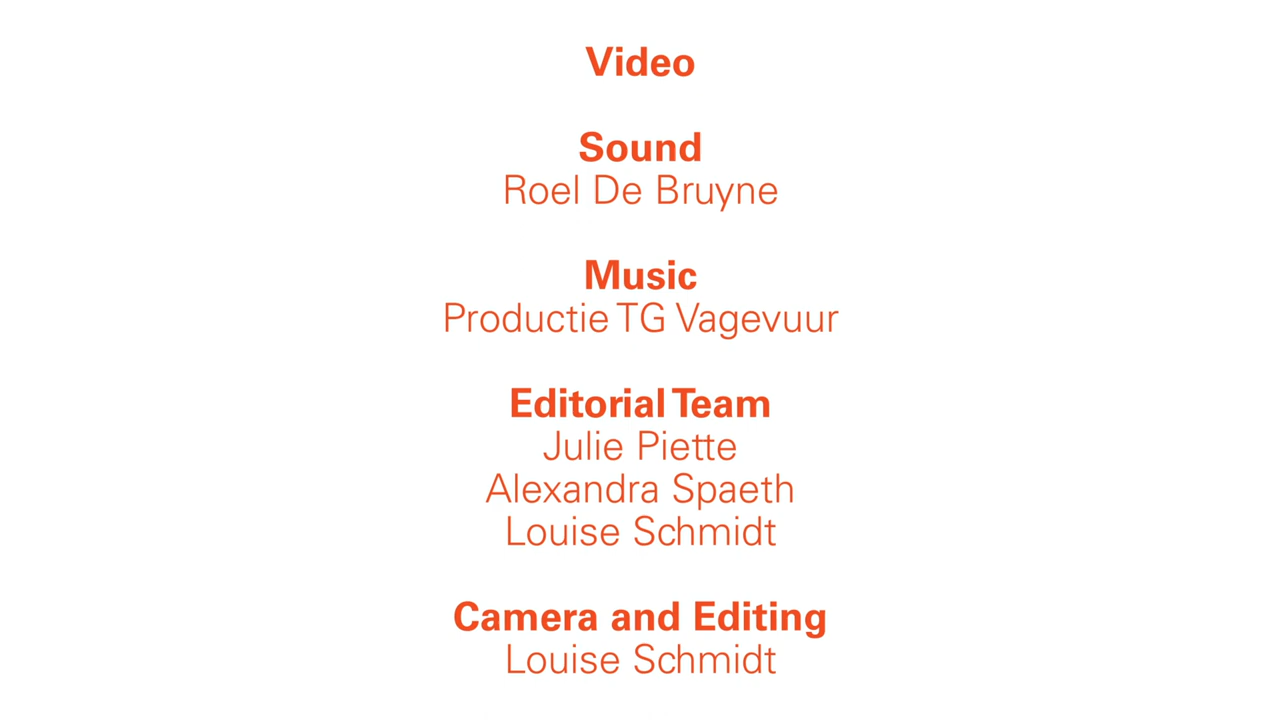 Video
Sound
Roel De Bruyne
Music
Productie TG Vagevuur
Editorial Team
Julie Piette
Alexandra Spaeth
Louise Schmidt
Camera and Editing
Louise Schmidt